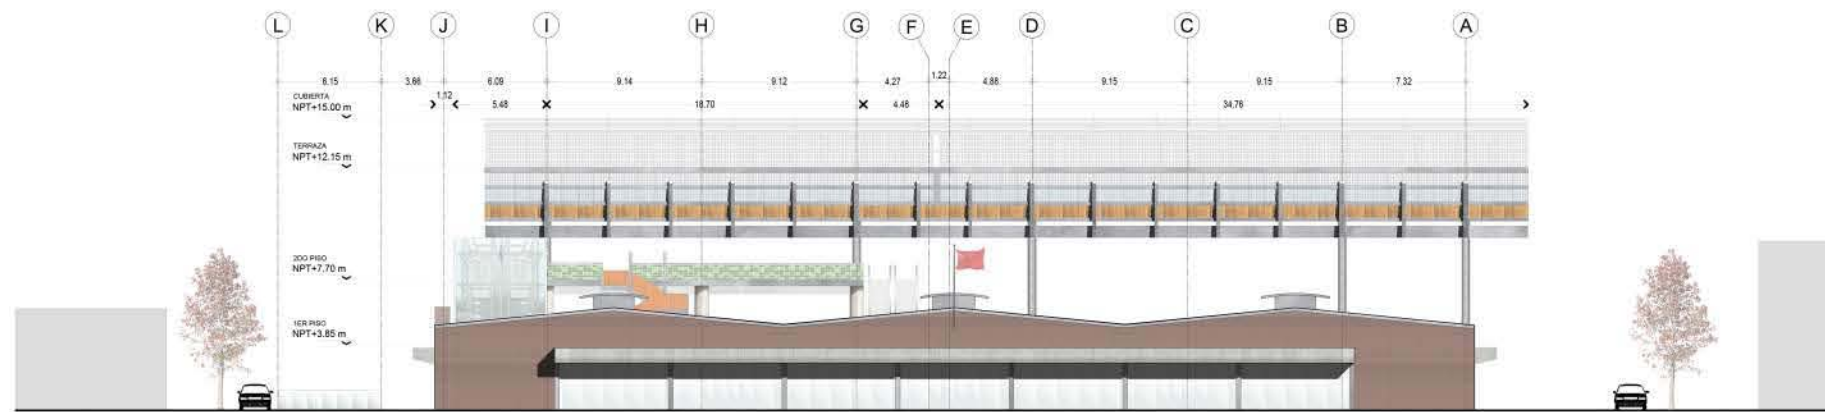 L K J I H G F E D C B A
6.15 3.66 6.09 9.14 9.12 4.27 1.22 4.88 9.15 9.15 7.32
1.12 5.48 18.70 4.48 34.76
CUBIERTA
NPT+15.00 m
TERRAZA
NPT+12.15 m
2DO PISO
NPT+7.70 m
1ER PISO
NPT+3.85 m